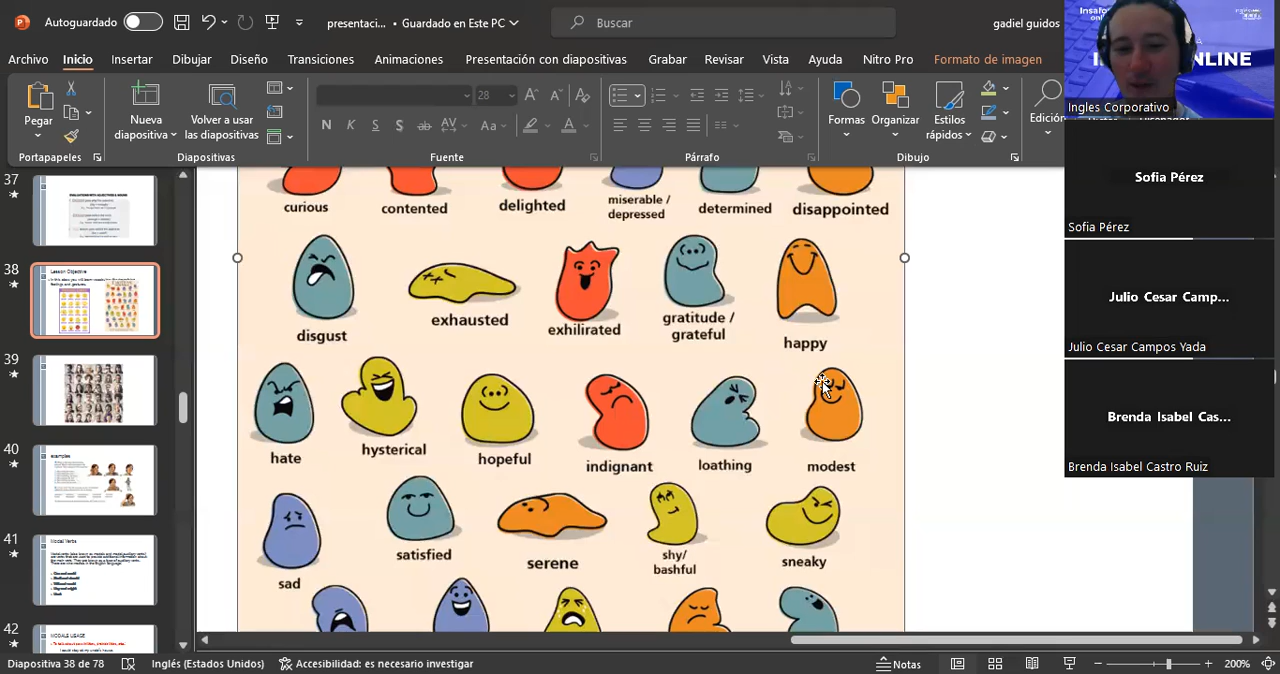 Autoguardado
presentaci... • Guardado en Este PC
Buscar
gadiel guidos
Archivo Inicio Insertar Dibujar Diseño Transiciones Animaciones Presentación con diapositivas Grabar Revisar Vista Ayuda Nitro Pro Formato de imagen
Pegar
Nueva diapositiva
Volver a usar las diapositivas
28
N K S S ab AV Aa A
Formas
Organizar
Estilos rápidos
Edición
Portapapeles Diapositivas Fuente Párrafo Dibujo
Ingles Corporativo
Sofia Pérez
Sofia Pérez
Julio Cesar Camp...
Julio Cesar Campos Yada
Brenda Isabel Cas...
Brenda Isabel Castro Ruiz
37
38
Lesson Objective
39
40
examples
41
Modal Verbs
42
MODALS USAGE
curious contented delighted miserable / depressed determined disappointed
disgust exhausted exhilirated gratitude / grateful happy
hate hysterical hopeful indignant loathing modest
sad satisfied serene shy/ bashful sneaky
Diapositiva 38 de 78
Inglés (Estados Unidos)
Accesibilidad: es necesario investigar
Notas
200%